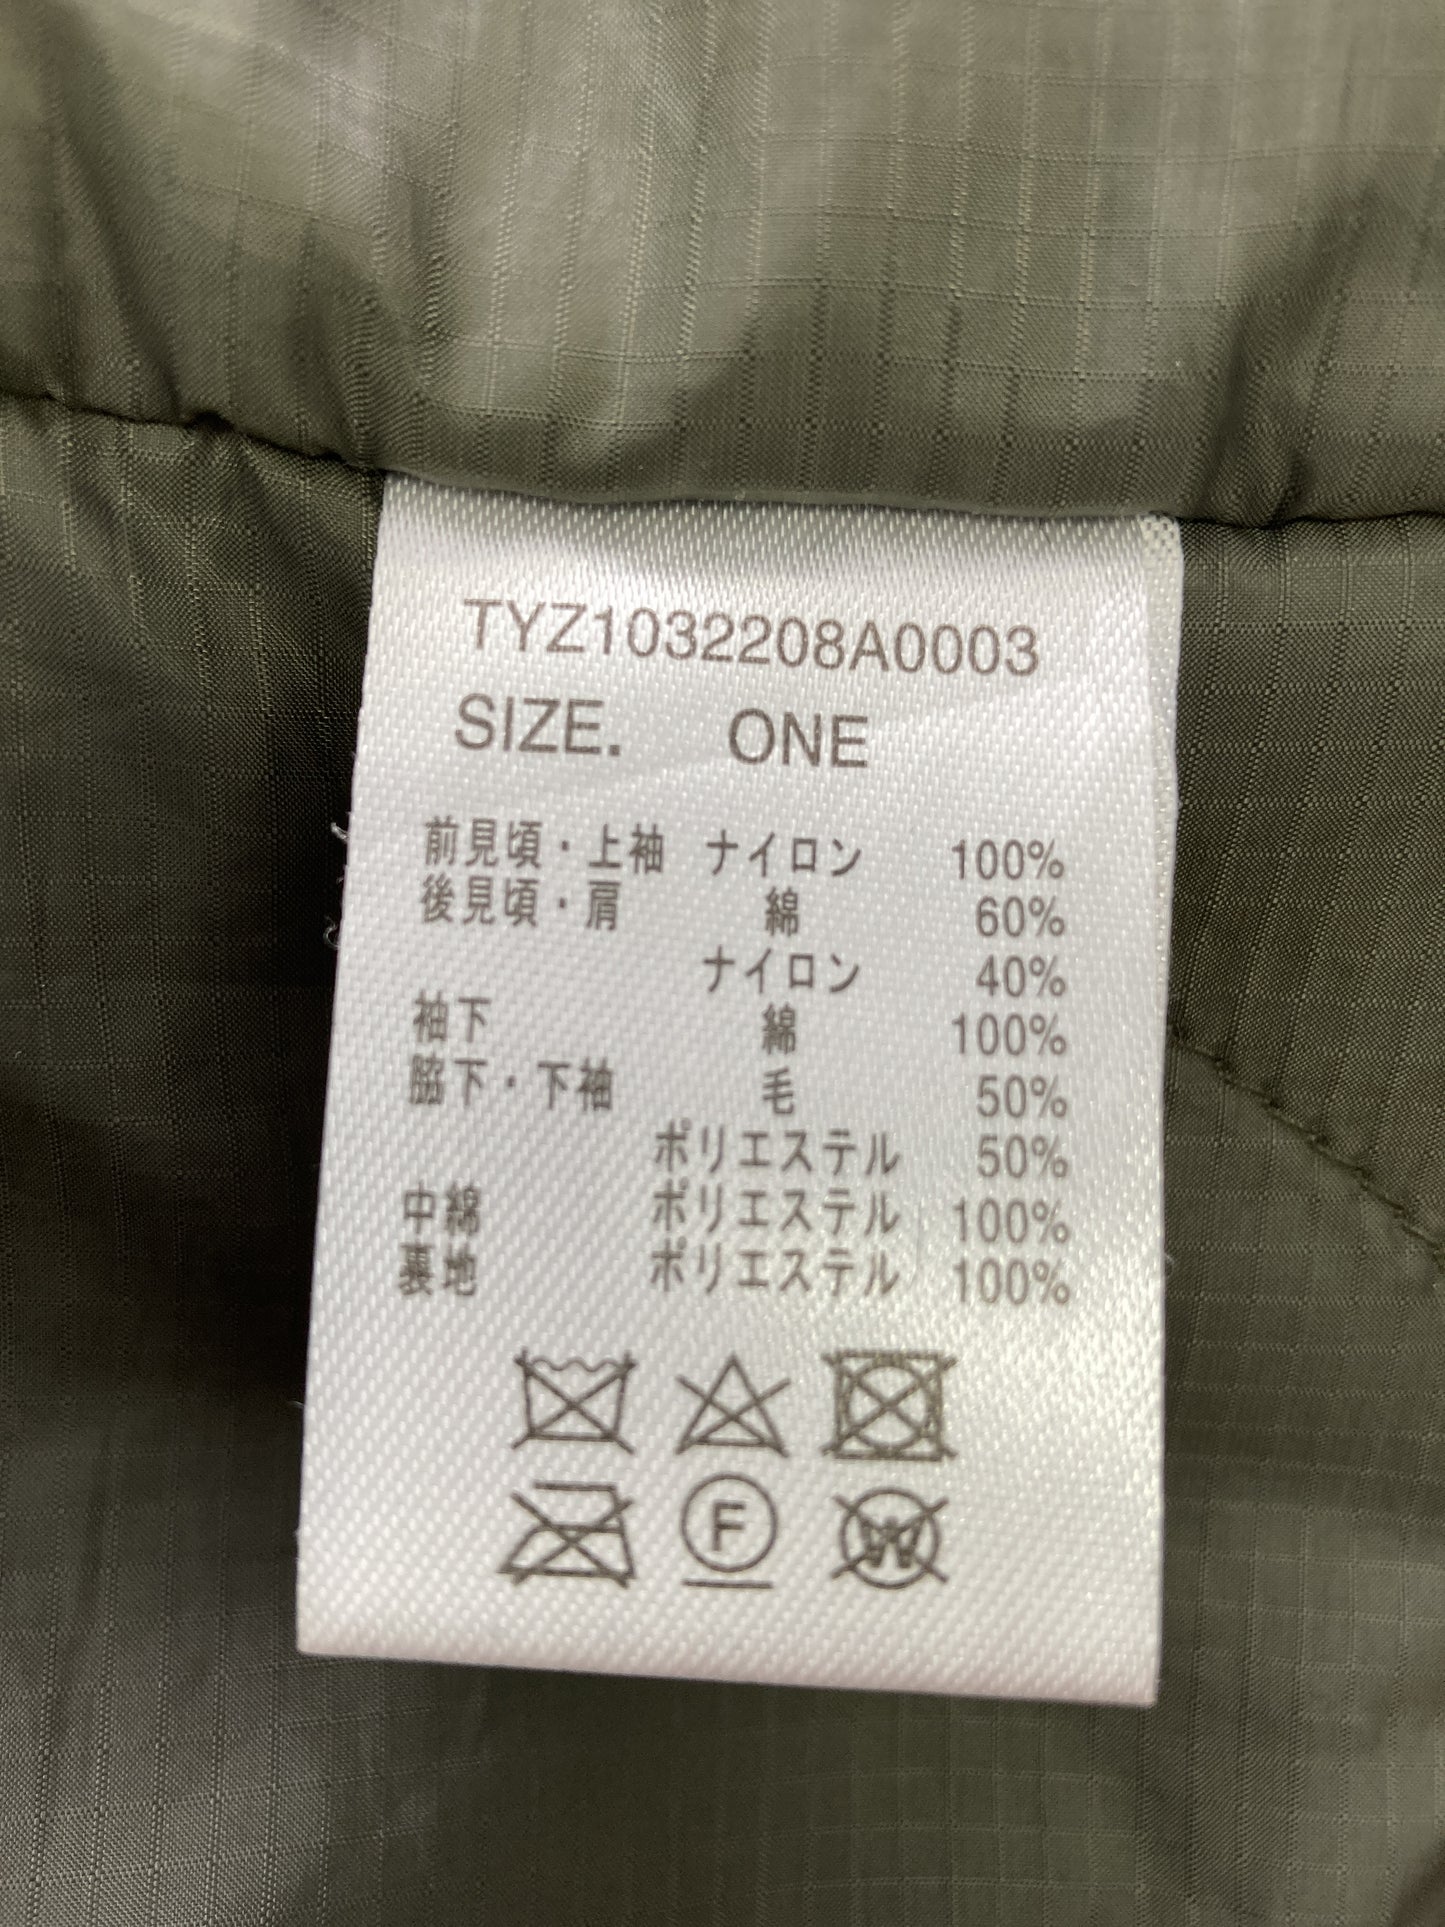 TYZ1032208A0003
SIZE. ONE
前見頃・上袖 ナイロン 100%
後見頃・肩 綿 60%
ナイロン 40%
袖下 綿 100%
脇下・下袖 毛 50%
ポリエステル 50%
中綿 ポリエステル 100%
裏地 ポリエステル 100%
F W